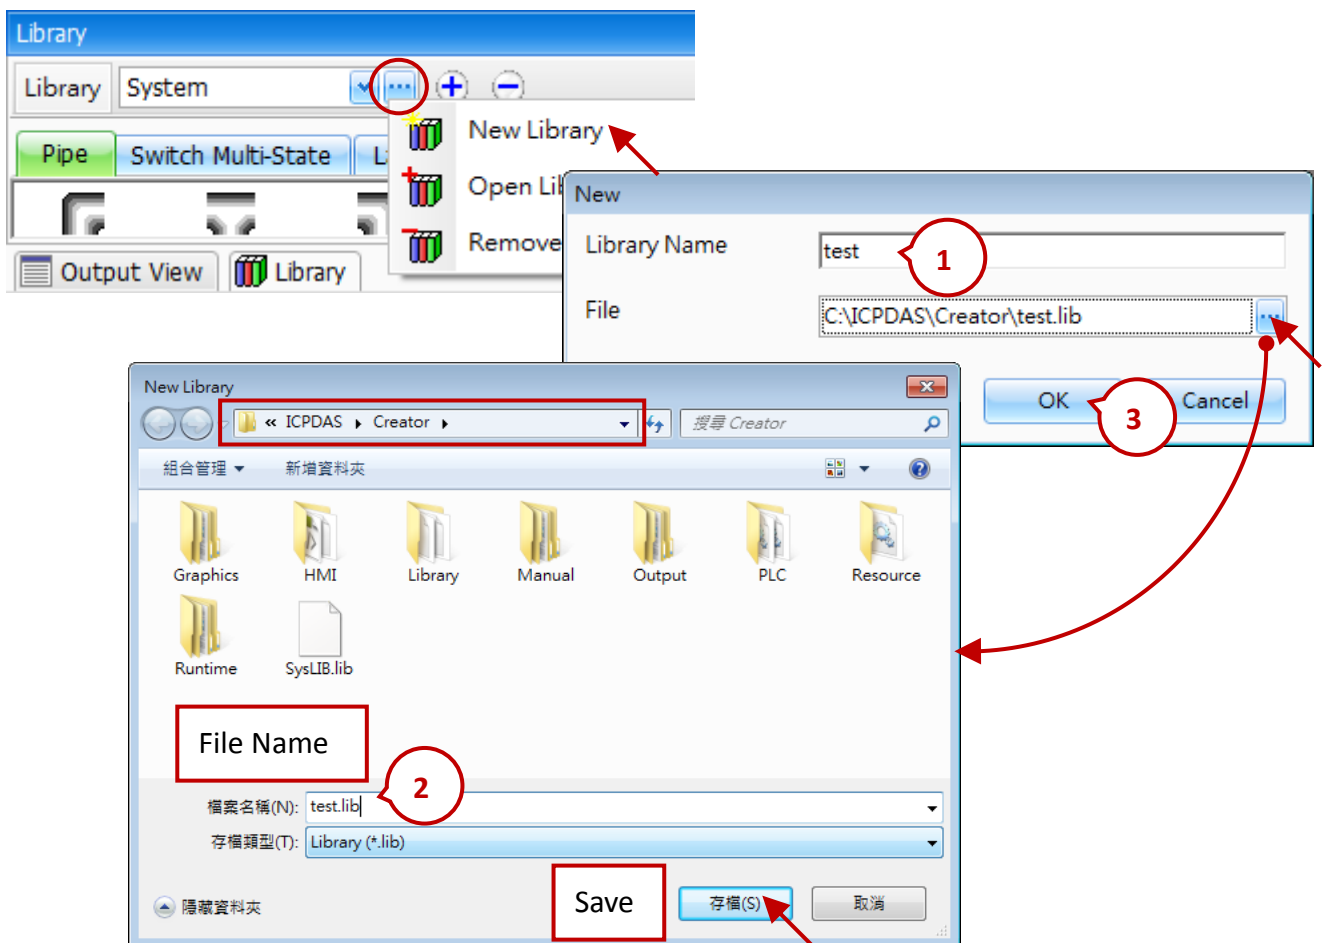 Library
Library System
New Library
Pipe Switch Multi-State
Open Lib
New
Remove
Library Name test 1
Output View Library
File C:\ICPDAS\Creator\test.lib
OK Cancel
3
New Library
« ICPDAS Creator 搜尋 Creator
組合管理 新增資料夾
Graphics HMI Library Manual Output PLC Resource
Runtime SysLIB.lib
File Name
2
檔案名稱(N): test.lib
存檔類型(T): Library (*.lib)
Save
隱藏資料夾 存檔(S) 取消